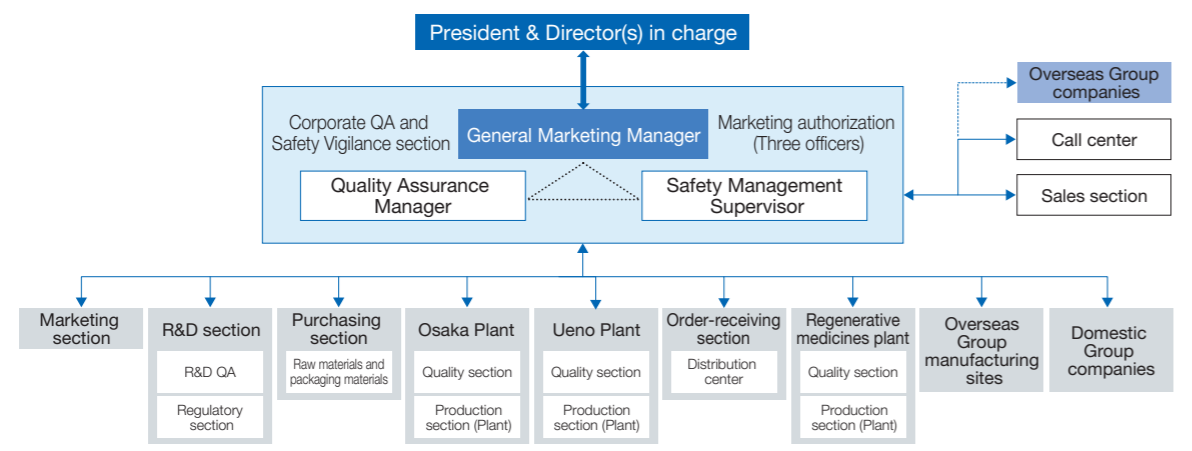 President & Director(s) in charge
Corporate QA and
Safety Vigilance section
General Marketing Manager
Marketing authorization
(Three officers)
Quality Assurance
Manager
Safety Management
Supervisor
Overseas Group
companies
Call center
Sales section
Marketing
section
R&D section
R&D QA
Regulatory
section
Purchasing
section
Raw materials and
packaging materials
Osaka Plant
Quality section
Production
section (Plant)
Ueno Plant
Quality section
Production
section (Plant)
Order-receiving
section
Distribution
center
Regenerative
medicines plant
Quality section
Production
section (Plant)
Overseas
Group
manufacturing
sites
Domestic
Group
companies